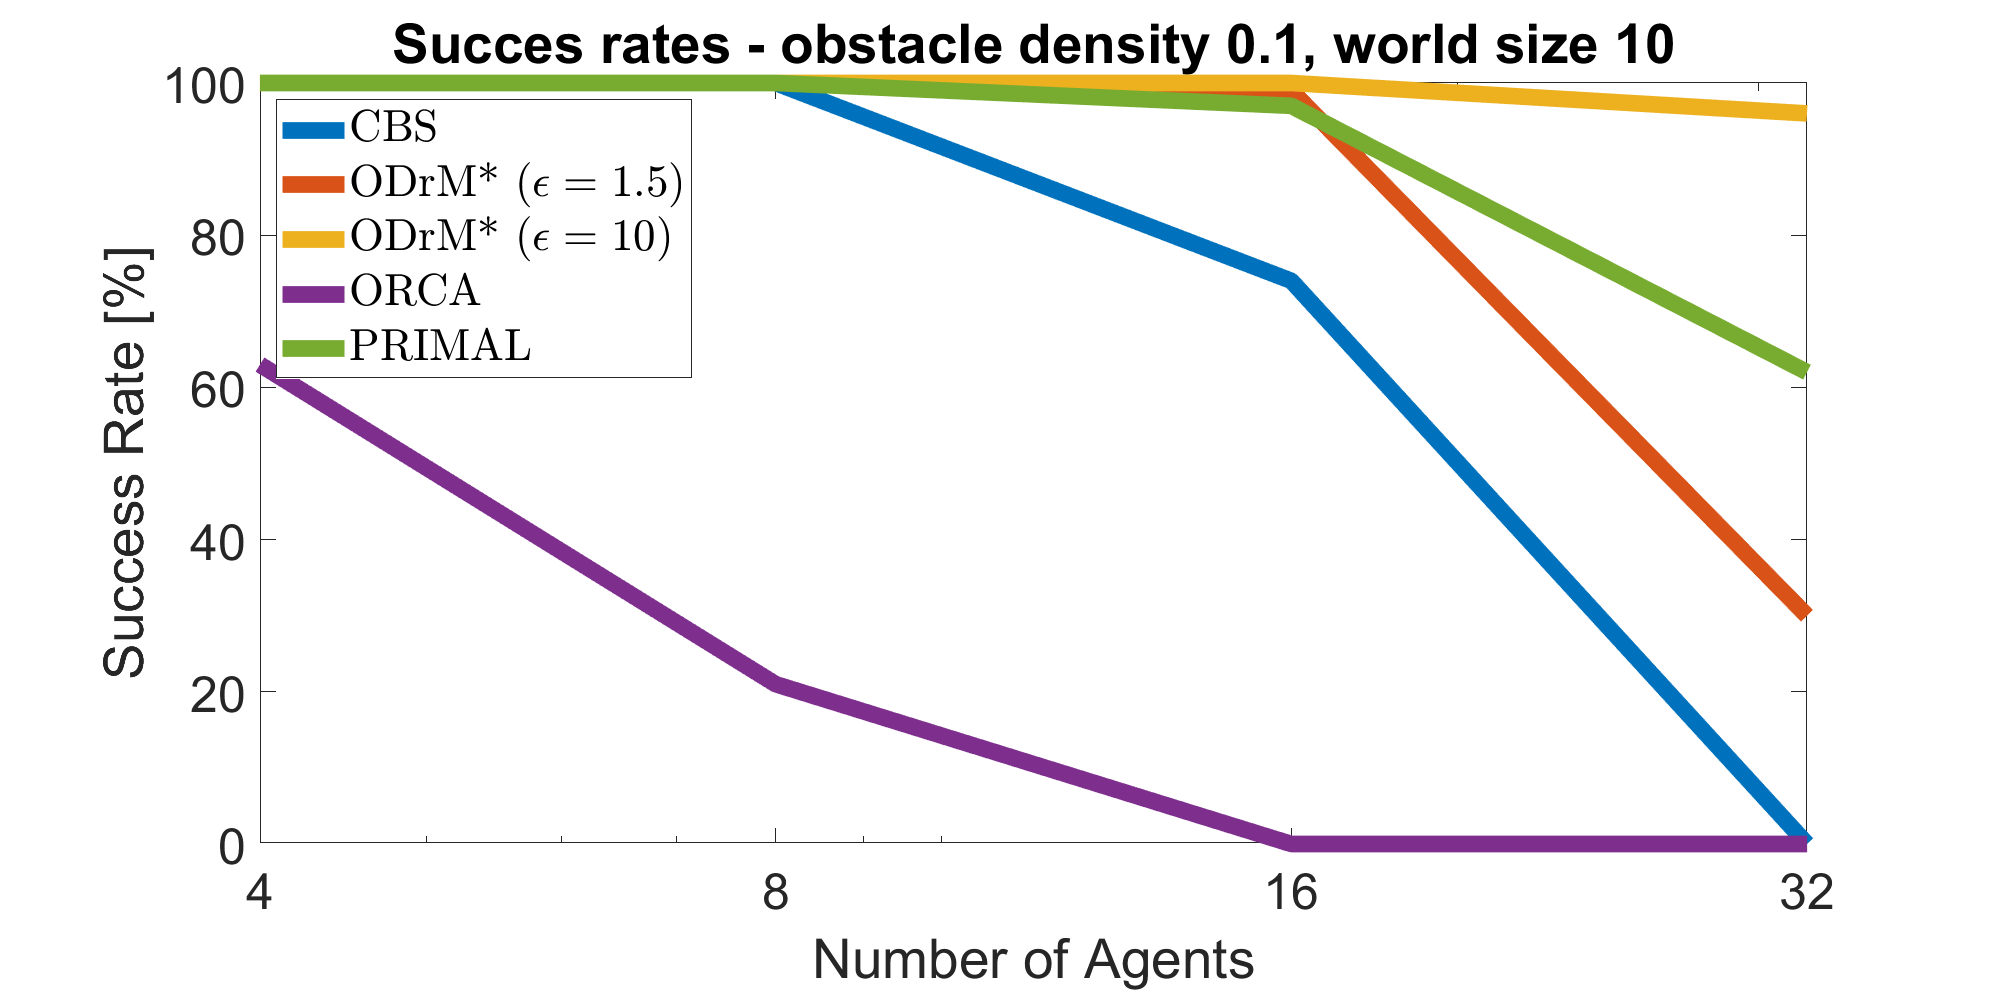 Succes rates - obstacle density 0.1, world size 10
100
80
60
40
20
0
Success Rate [%]
CBS
ODrM* (ϵ = 1.5)
ODrM* (ϵ = 10)
ORCA
PRIMAL
4 8 16 32
Number of Agents